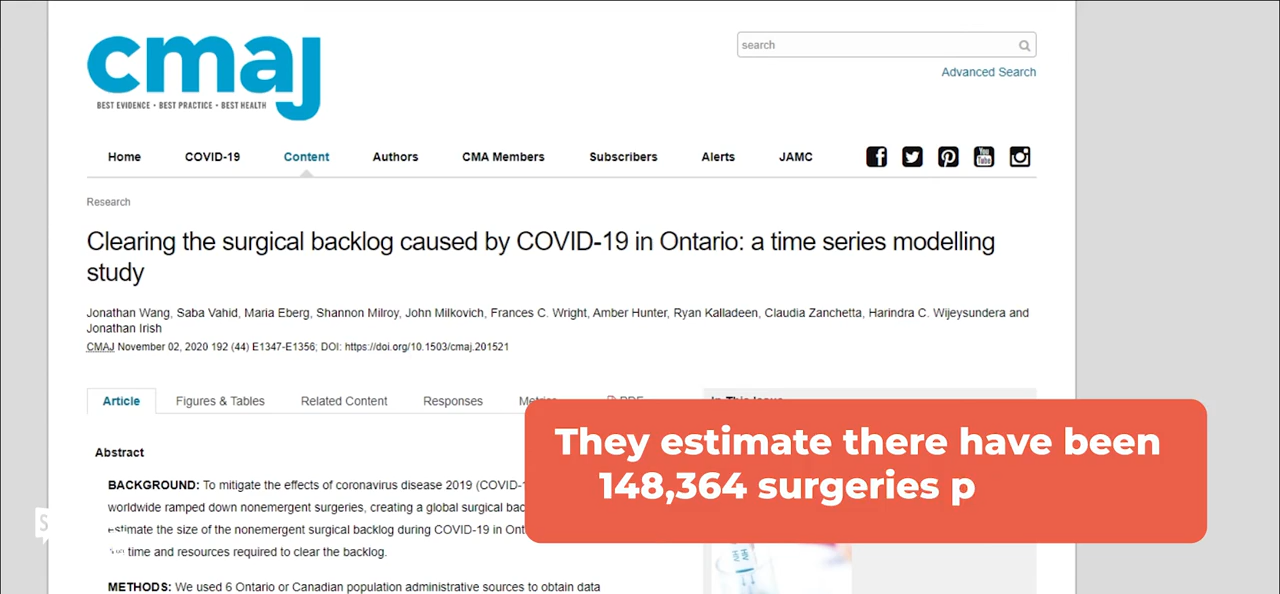 cmaj
BEST EVIDENCE • BEST PRACTICE • BEST HEALTH
search
Advanced Search
Home COVID-19 Content Authors CMA Members Subscribers Alerts JAMC
Research
Clearing the surgical backlog caused by COVID-19 in Ontario: a time series modelling
study
Jonathan Wang, Saba Vahid, Maria Eberg, Shannon Milroy, John Milkovich, Frances C. Wright, Amber Hunter, Ryan Kalladeen, Claudia Zanchetta, Harindra C. Wijeysundera and
Jonathan Irish
CMAJ November 02, 2020 192 (44) E1347-E1356; DOI: https://doi.org/10.1503/cmaj.201521
Article Figures & Tables Related Content Responses
They estimate there have been
148,364 surgeries p
Abstract
BACKGROUND: To mitigate the effects of coronavirus disease 2019 (COVID-
worldwide ramped down nonemergent surgeries, creating a global surgical
estimate the size of the nonemergent surgical backlog during COVID-19 in
time and resources required to clear the backlog.
METHODS: We used 6 Ontario or Canadian population administrative sources to obtain data